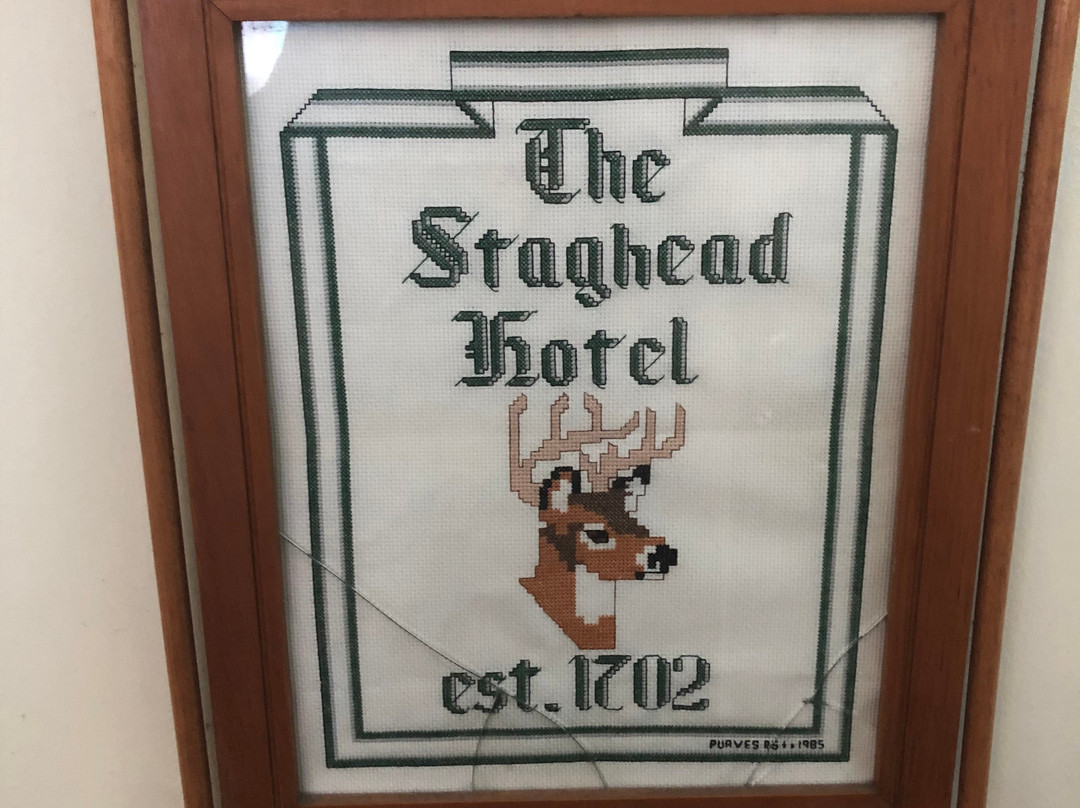 The
Staghead
Hotel
est. 1702
PURVES 1985